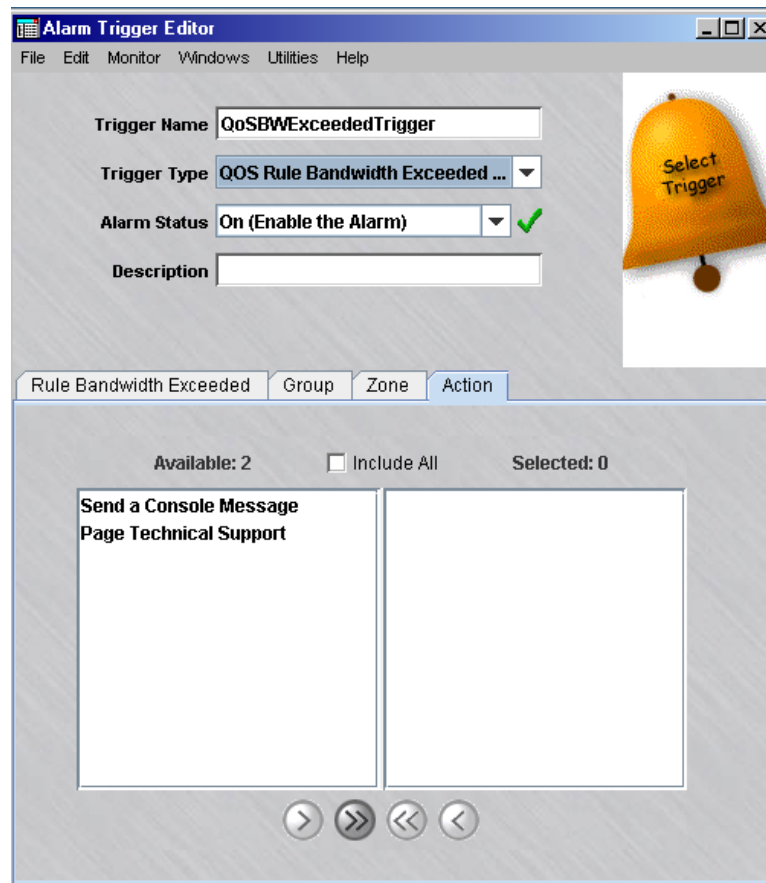 Alarm Trigger Editor
File Edit Monitor Windows Utilities Help
Trigger Name QoSBWExceededTrigger
Trigger Type QOS Rule Bandwidth Exceeded ...
Alarm Status On (Enable the Alarm)
Description
Select
Trigger
Rule Bandwidth Exceeded Group Zone Action
Available: 2 Include All Selected: 0
Send a Console Message
Page Technical Support